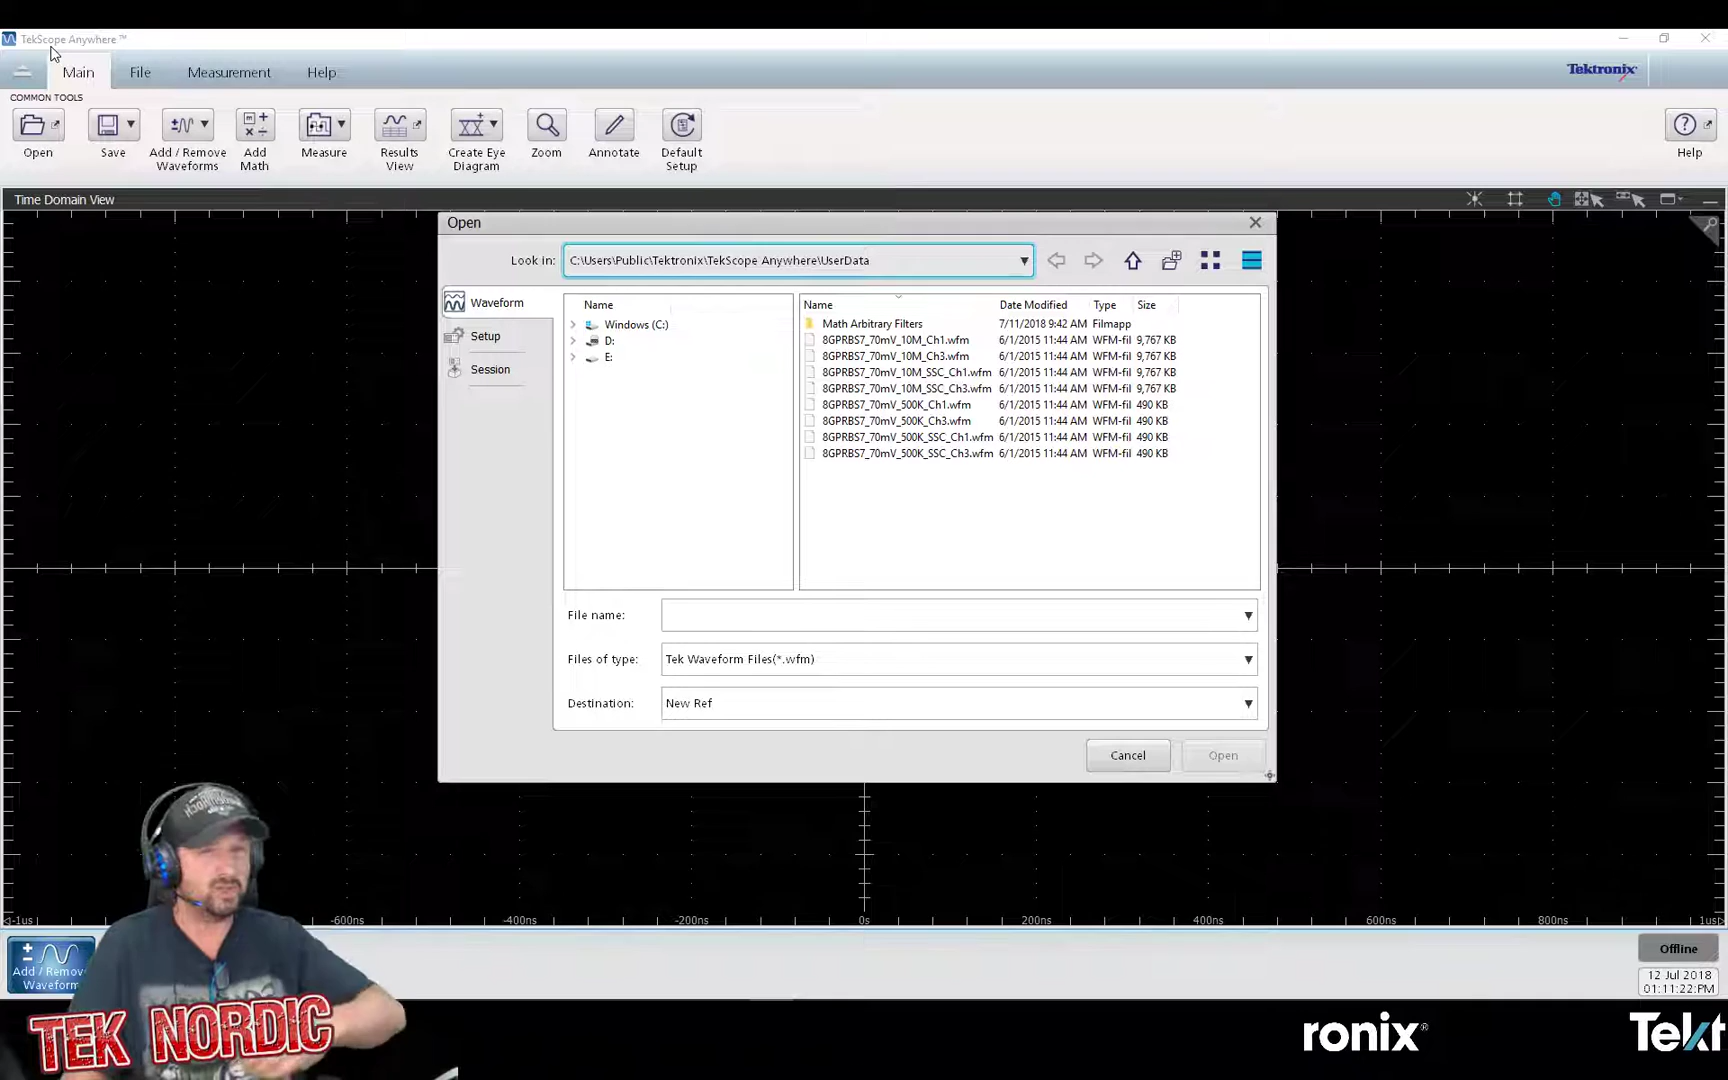 TekScope Anywhere ™
Main File Measurement Help
Tektronix
COMMON TOOLS
Open
Save
Add / Remove
Waveforms
Add
Math
Measure
Results
View
Create Eye
Diagram
Zoom
Annotate
Default
Setup
Help
Time Domain View
Open
Look in: C:\Users\Public\Tektronix\TekScope Anywhere\UserData
Waveform
Setup
Session
Name
Windows (C:)
D:
E:
Name Date Modified Type Size
Math Arbitrary Filters 7/11/2018 9:42 AM Filmapp
8GPRBS7_70mV_10M_Ch1.wfm 6/1/2015 11:44 AM WFM-fil 9,767 KB
8GPRBS7_70mV_10M_Ch3.wfm 6/1/2015 11:44 AM WFM-fil 9,767 KB
8GPRBS7_70mV_10M_SSC_Ch1.wfm 6/1/2015 11:44 AM WFM-fil 9,767 KB
8GPRBS7_70mV_10M_SSC_Ch3.wfm 6/1/2015 11:44 AM WFM-fil 9,767 KB
8GPRBS7_70mV_500K_Ch1.wfm 6/1/2015 11:44 AM WFM-fil 490 KB
8GPRBS7_70mV_500K_Ch3.wfm 6/1/2015 11:44 AM WFM-fil 490 KB
8GPRBS7_70mV_500K_SSC_Ch1.wfm 6/1/2015 11:44 AM WFM-fil 490 KB
8GPRBS7_70mV_500K_SSC_Ch3.wfm 6/1/2015 11:44 AM WFM-fil 490 KB
File name:
Files of type: Tek Waveform Files(*.wfm)
Destination: New Ref
Cancel Open
-1us -600ns -400ns -200ns 0s 200ns 400ns 600ns 800ns 1us
Add / Remove
Waveform
Offline
12 Jul 2018
01:11:22:PM
TEK NORDIC
ronix® Tekt